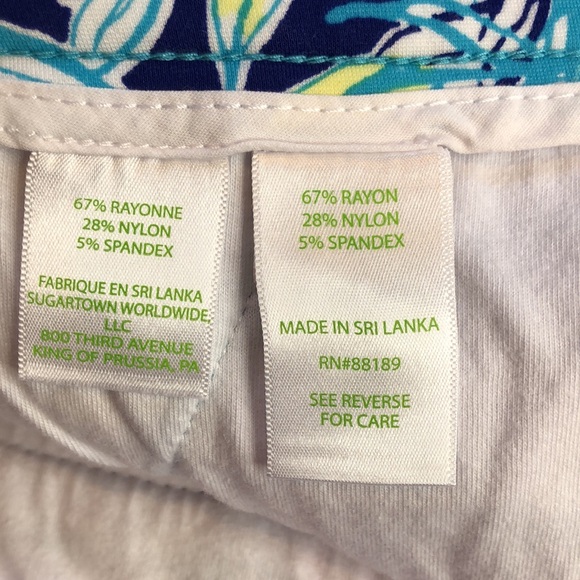 67% RAYONNE
28% NYLON
5% SPANDEX
FABRIQUE EN SRI LANKA
SUGARTOWN WORLDWIDE,
LLC
800 THIRD AVENUE
KING OF PRUSSIA, PA
67% RAYON
28% NYLON
5% SPANDEX
MADE IN SRI LANKA
RN#88189
SEE REVERSE
FOR CARE